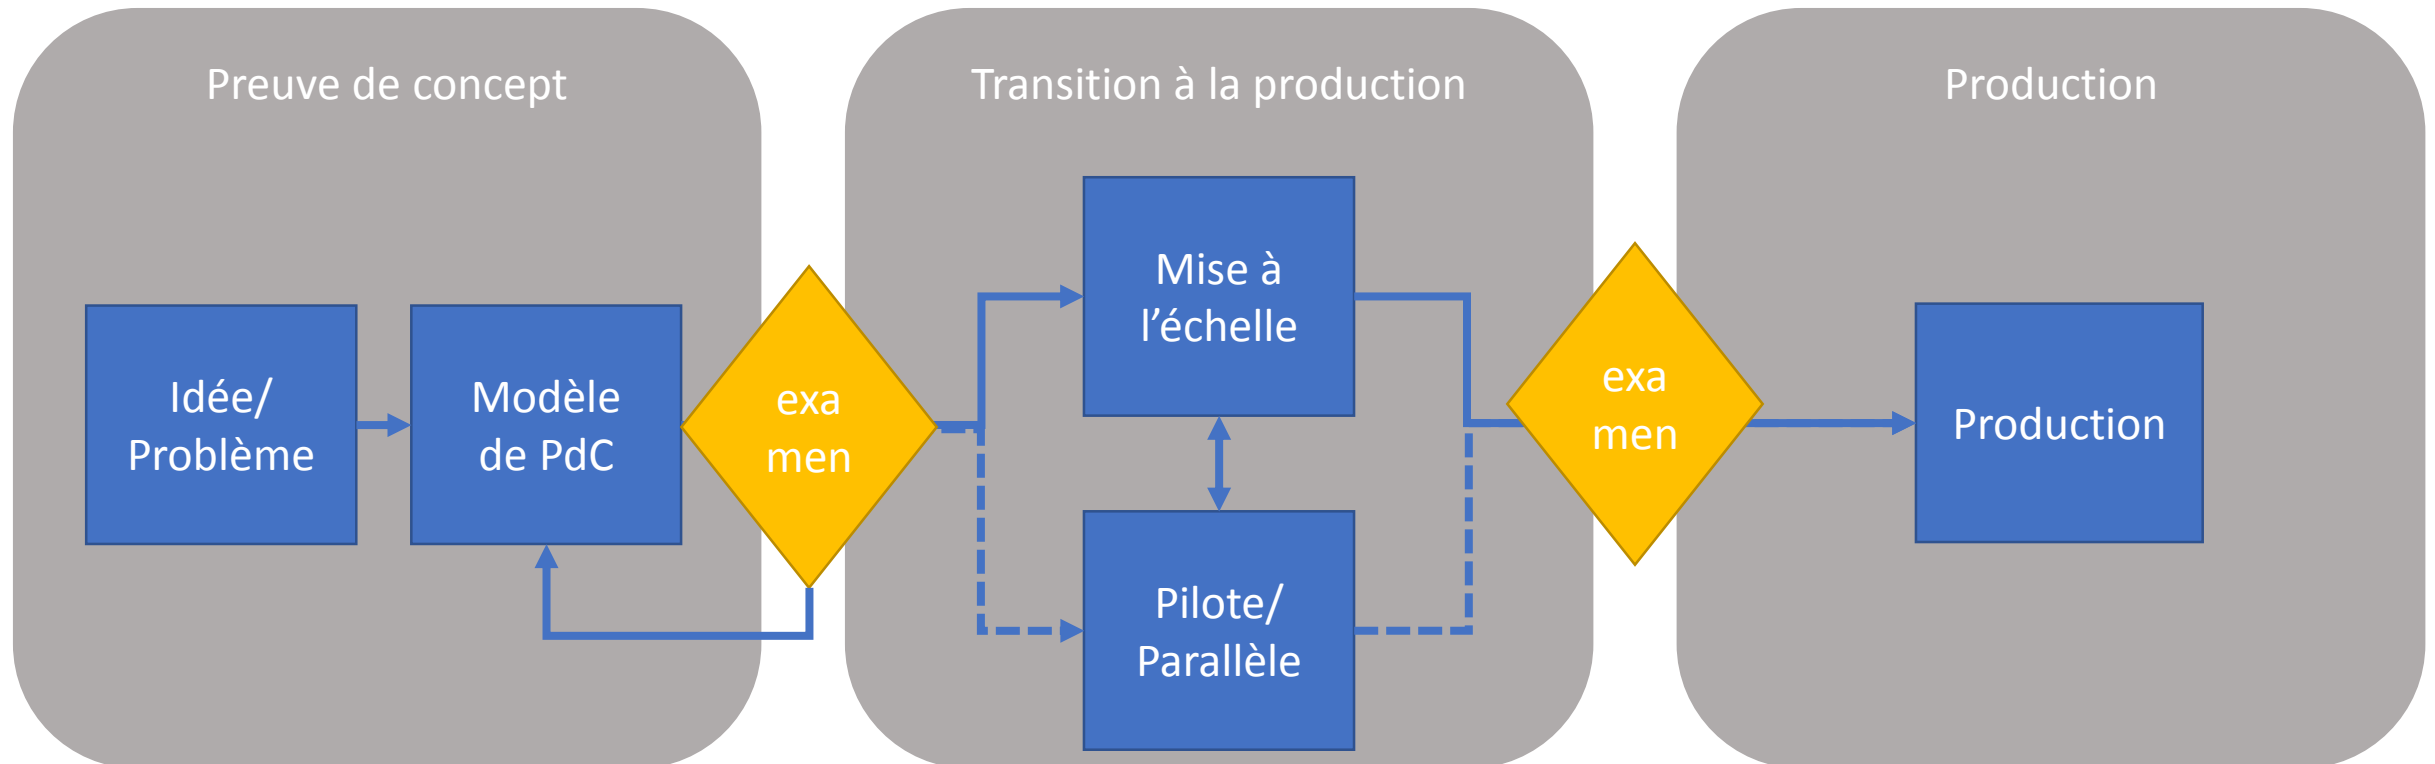 Preuve de concept
Transition à la production
Production
Idée/
Problème
Modèle
de PdC
exa
men
Mise à
l’échelle
Pilote/
Parallèle
exa
men
Production